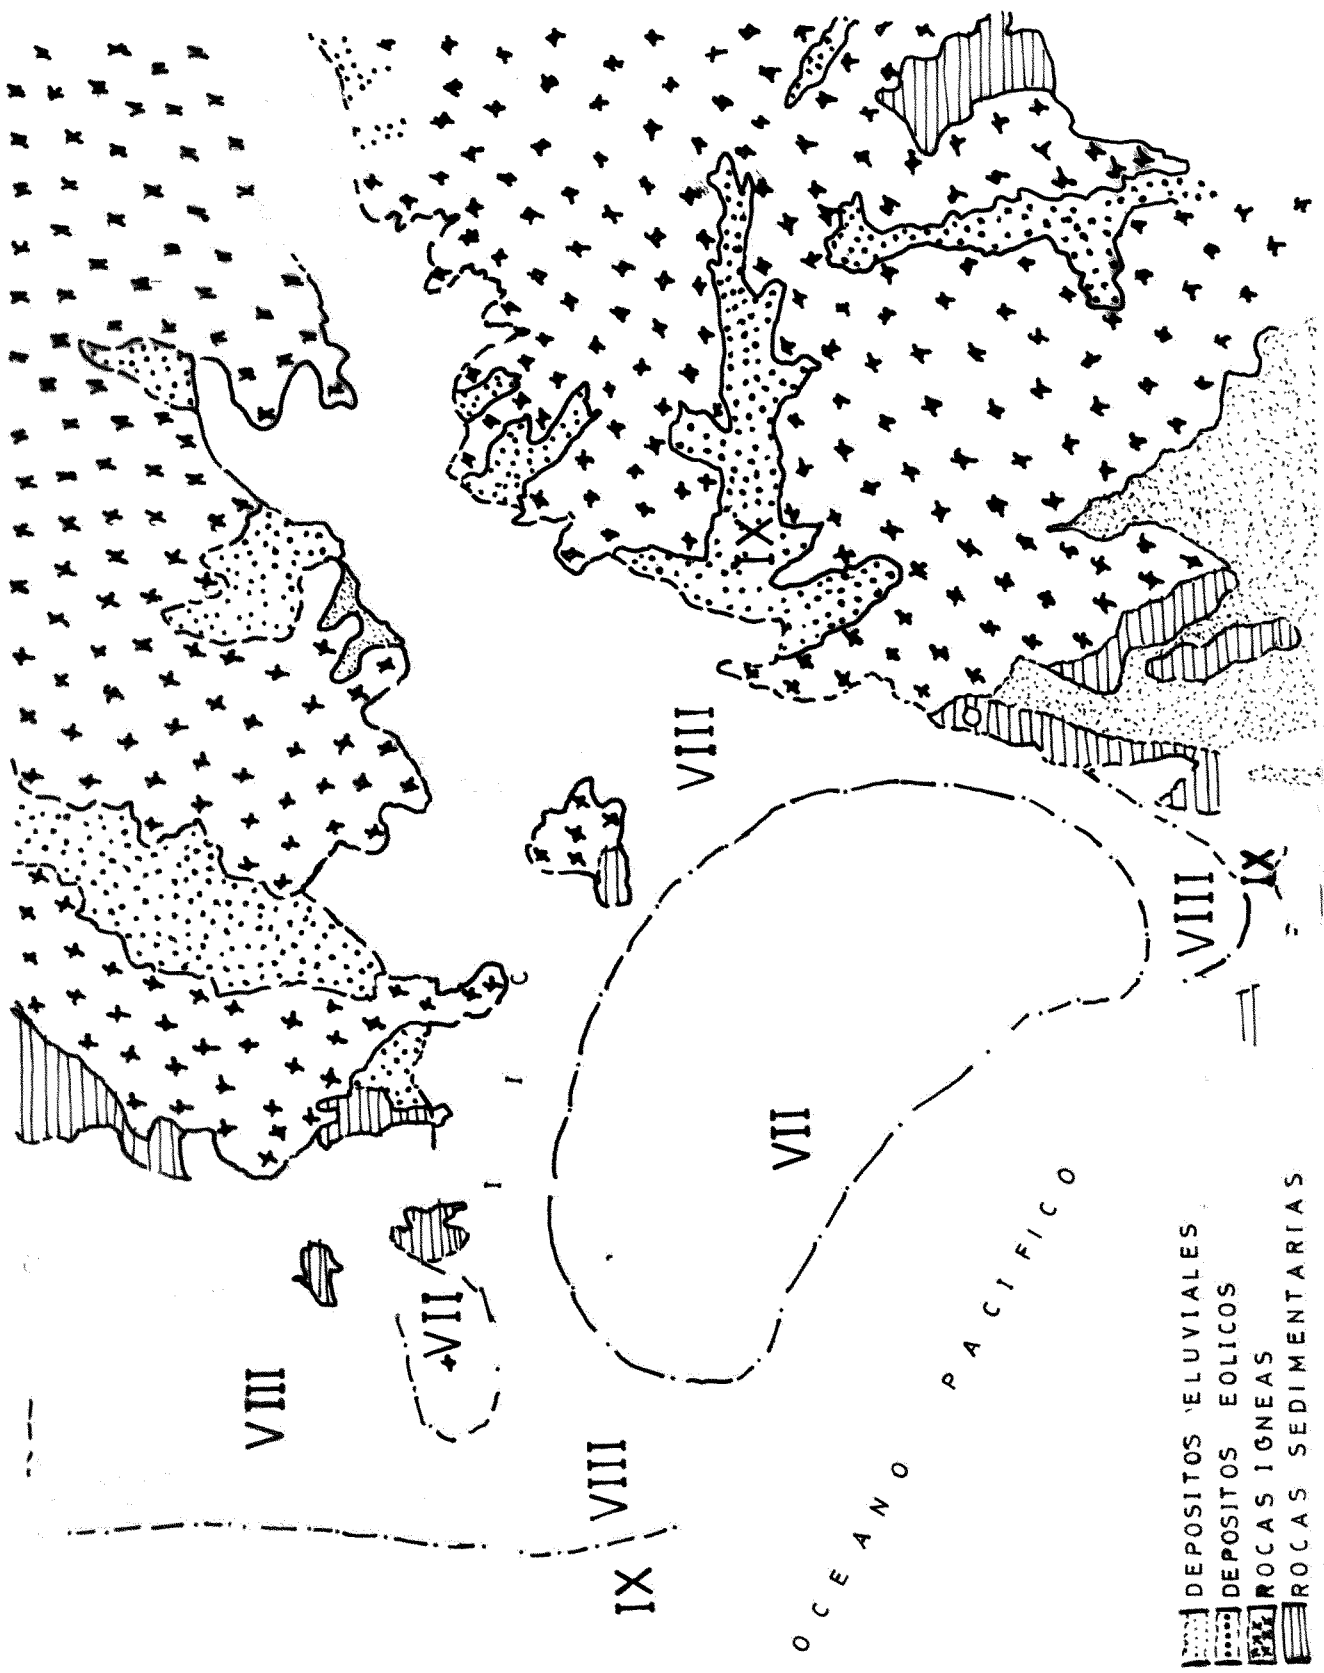 IX
VIII
VIII
VII
VIII
VII
VIII
IX
IX
OCEANO PACIFICO
DEPOSITOS ELUVIALES
DEPOSITOS EOLICOS
ROCAS IGNEAS
ROCAS SEDIMENTARIAS